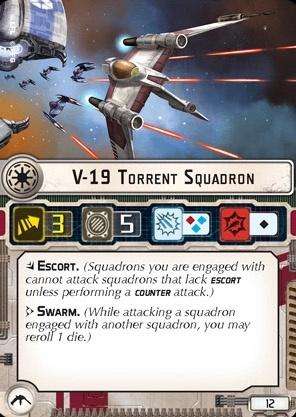 V-19 Torrent Squadron
3 5
Escort. (Squadrons you are engaged with
cannot attack squadrons that lack escort
unless performing a counter attack.)
Swarm. (While attacking a squadron
engaged with another squadron, you may
reroll 1 die.)
12